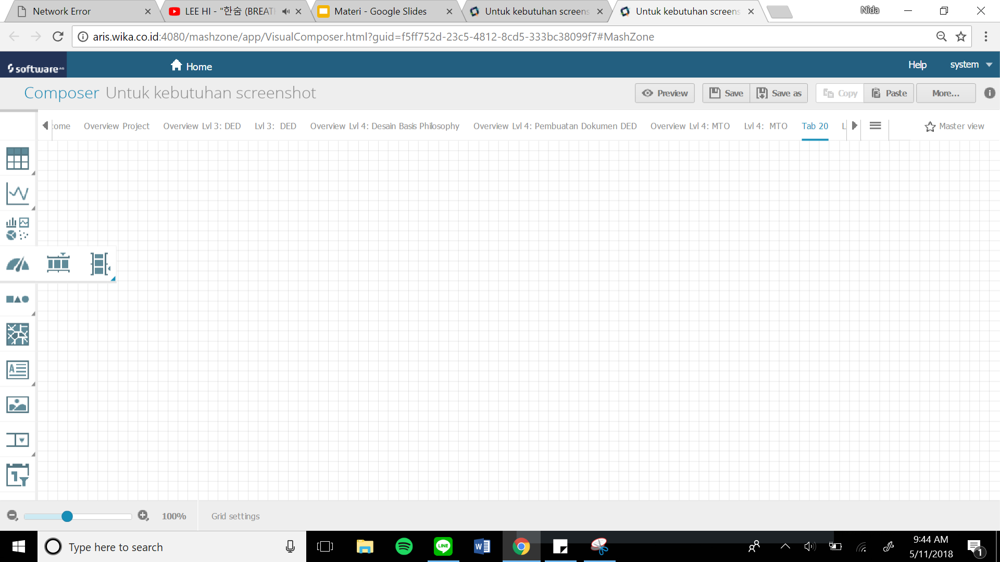 Network Error
LEE HI - "한숨 (BREAT
Materi - Google Slides
Untuk kebutuhan screens
Untuk kebutuhan screens
Nida
aris.wika.co.id:4080/mashzone/app/VisualComposer.html?guid=f5ff752d-23c5-4812-8cd5-333bc38099f7#MashZone
software AG
Home
Help
system
Composer Untuk kebutuhan screenshot
Preview
Save
Save as
Copy
Paste
More...
ome
Overview Project
Overview Lvl 3: DED
Lvl 3: DED
Overview Lvl 4: Desain Basis Philosophy
Overview Lvl 4: Pembuatan Dokumen DED
Overview Lvl 4: MTO
Lvl 4: MTO
Tab 20
L
Master view
100%
Grid settings
Type here to search
LINE
9:44 AM
5/11/2018
1